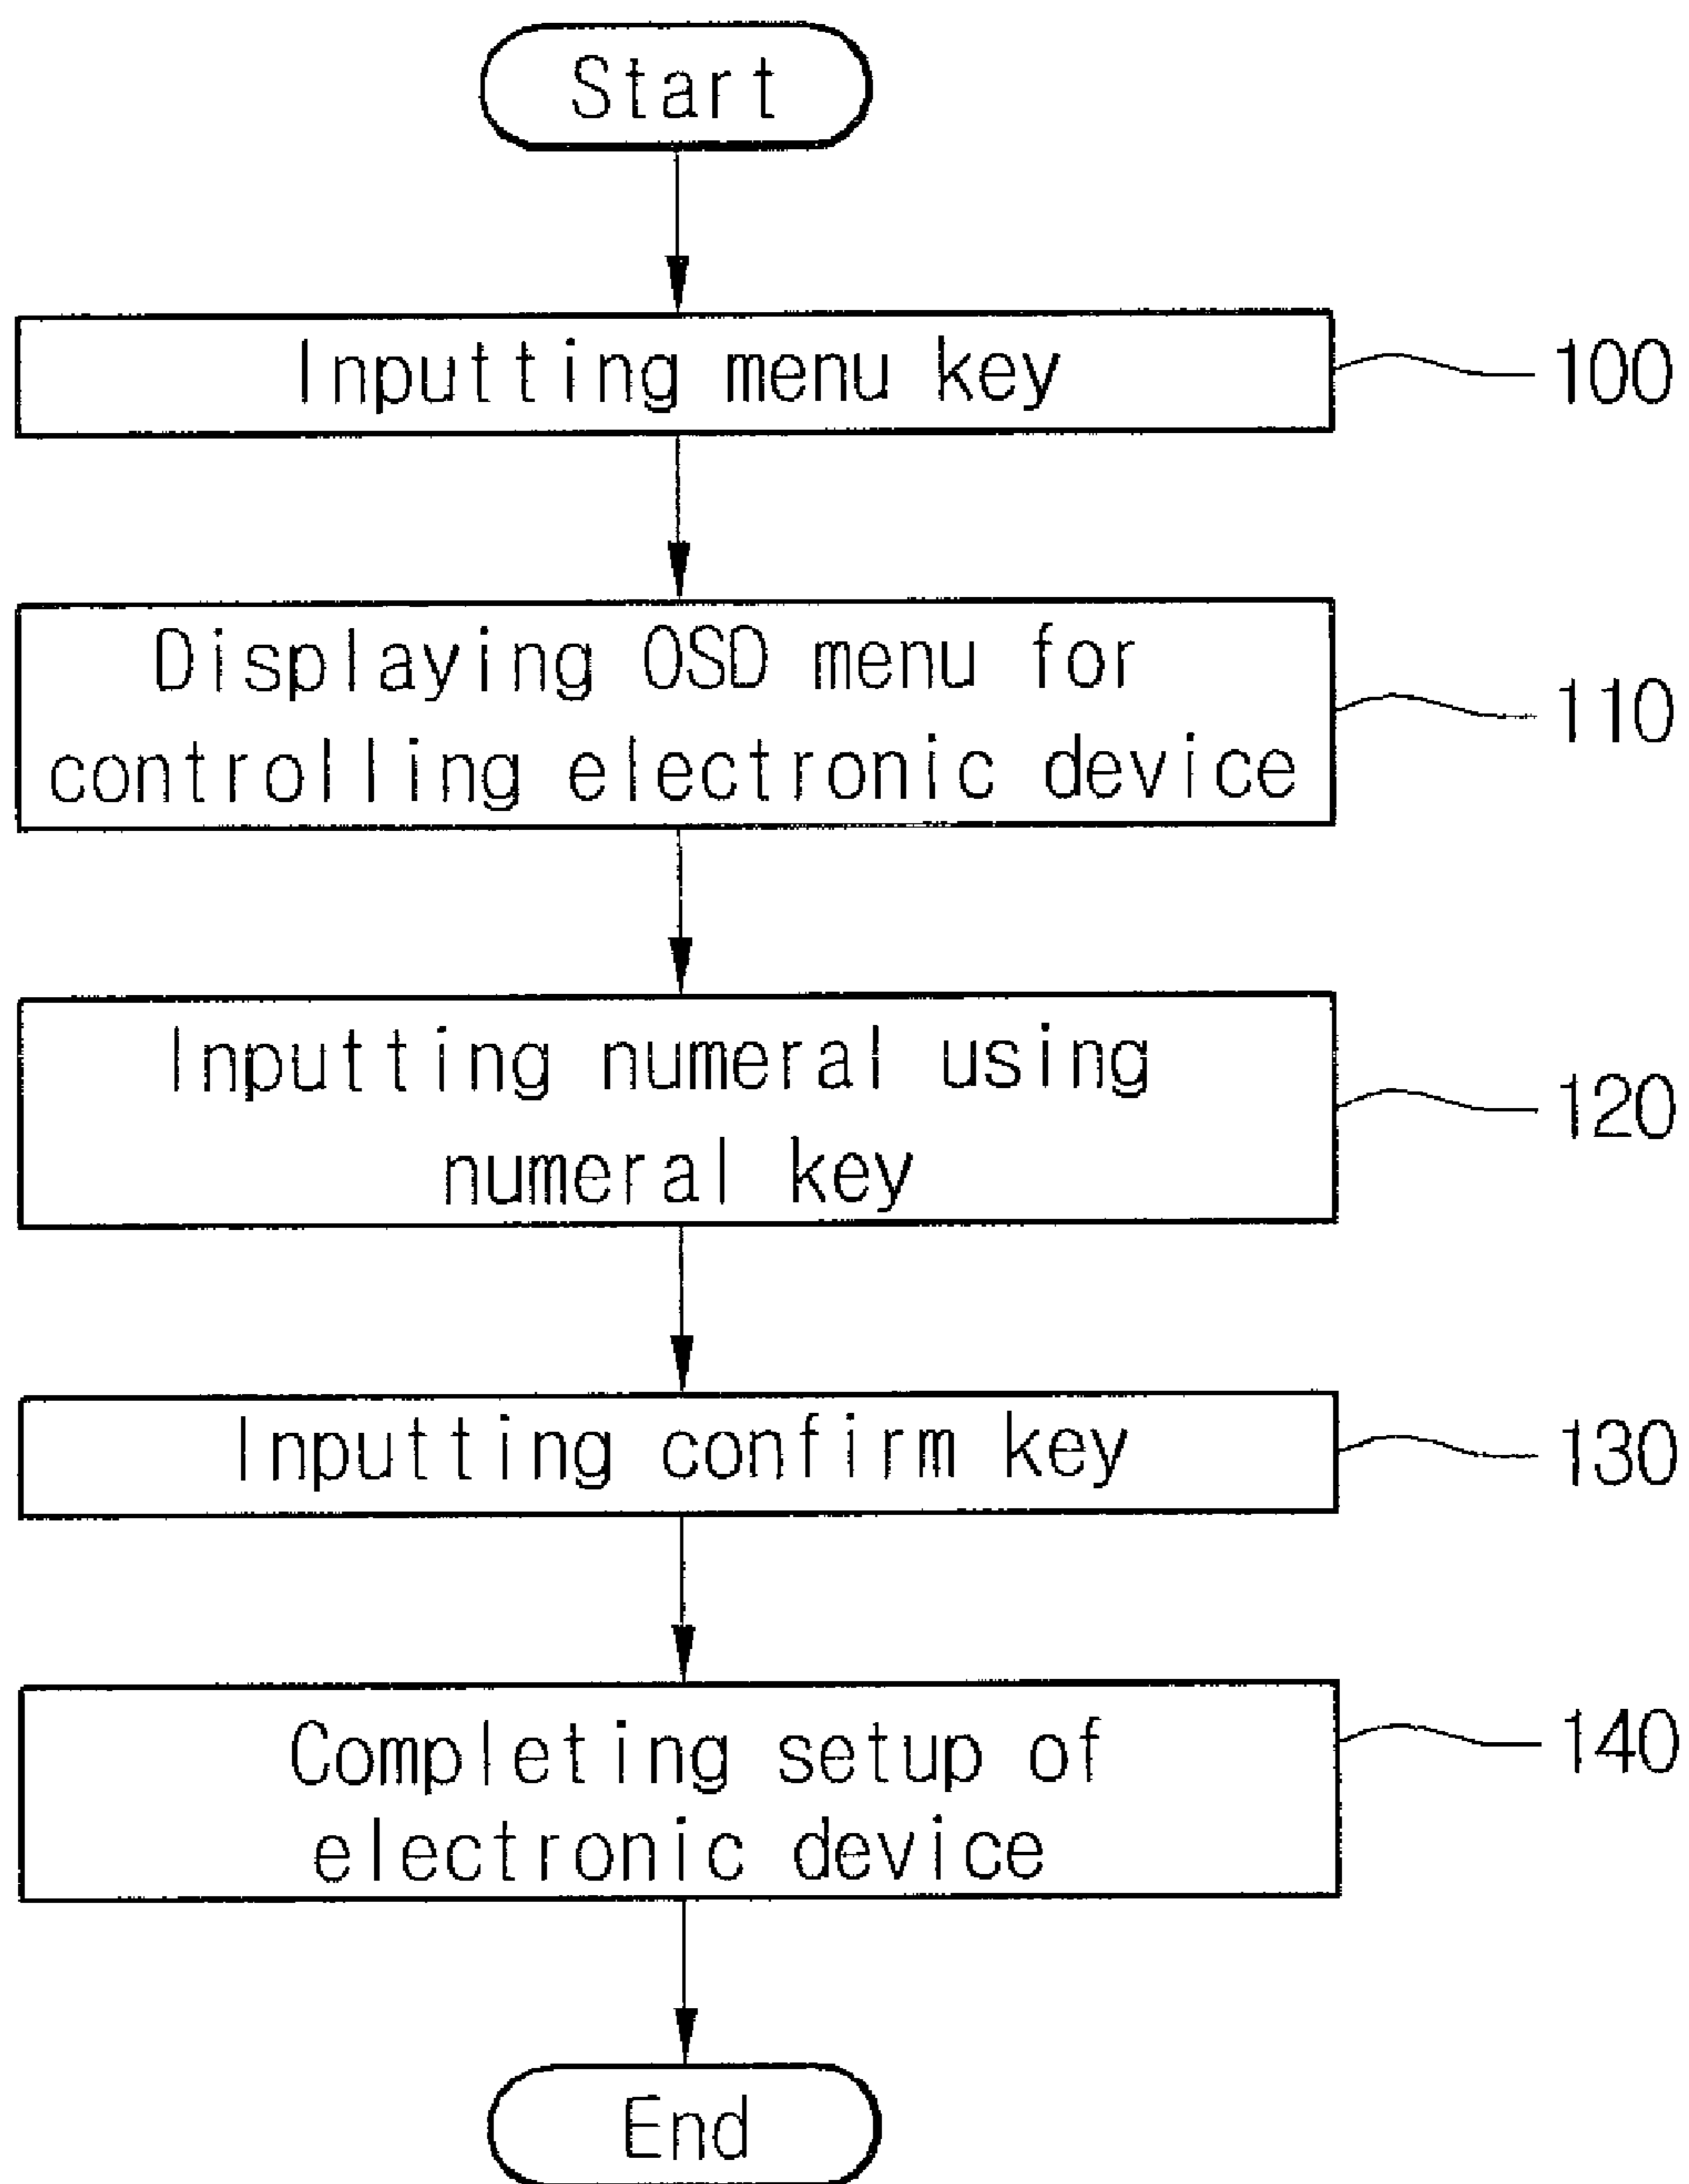 Start
Inputting menu key
100
Displaying OSD menu for
controlling electronic device
110
Inputting numeral using
numeral key
120
Inputting confirm key
130
Completing setup of
electronic device
140
End